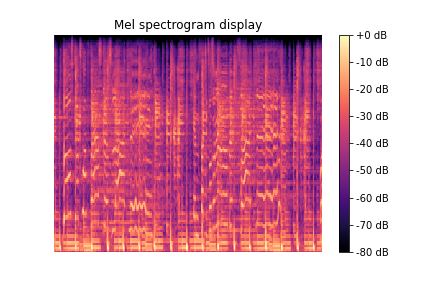 Mel spectrogram display
+0 dB
-10 dB
-20 dB
-30 dB
-40 dB
-50 dB
-60 dB
-70 dB
-80 dB